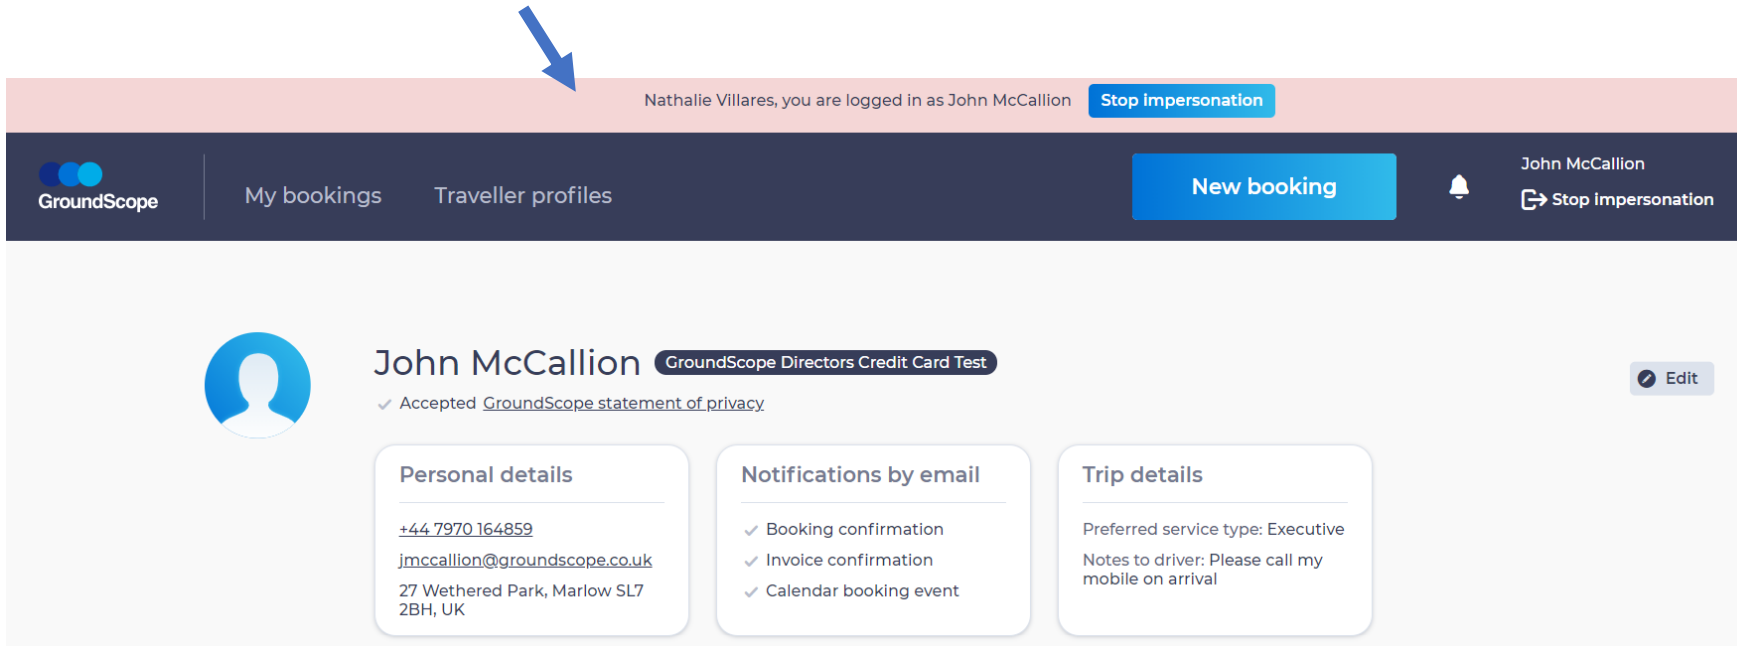 Nathalie Villares, you are logged in as John McCallion
Stop impersonation
GroundScope
My bookings
Traveller profiles
New booking
John McCallion
Stop impersonation
John McCallion
GroundScope Directors Credit Card Test
Accepted GroundScope statement of privacy
Edit
Personal details
+44 7970 164859
jmccallion@groundscope.co.uk
27 Wethered Park, Marlow SL7
2BH, UK
Notifications by email
Booking confirmation
Invoice confirmation
Calendar booking event
Trip details
Preferred service type: Executive
Notes to driver: Please call my
mobile on arrival